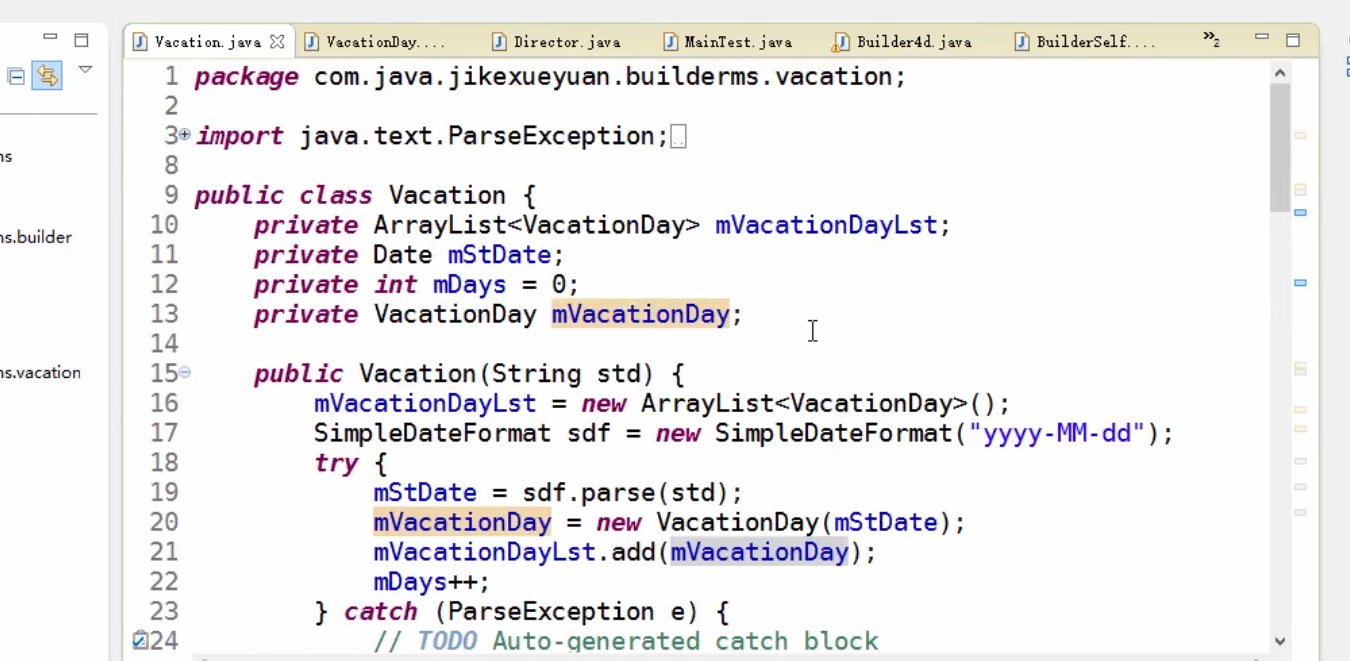 Vacation.java VacationDay.... Director.java MainTest.java Builder4d.java BuilderSelf.... »2
ns
ns.builder
ns.vacation
1 package com.java.jikexueyuan.builderms.vacation;
2
3 import java.text.ParseException;
8
9 public class Vacation {
10 private ArrayList<VacationDay> mVacationDayLst;
11 private Date mStDate;
12 private int mDays = 0;
13 private VacationDay mVacationDay;
14
15 public Vacation(String std) {
16 mVacationDayLst = new ArrayList<VacationDay>();
17 SimpleDateFormat sdf = new SimpleDateFormat("yyyy-MM-dd");
18 try {
19 mStDate = sdf.parse(std);
20 mVacationDay = new VacationDay(mStDate);
21 mVacationDayLst.add(mVacationDay);
22 mDays++;
23 } catch (ParseException e) {
24 // TODO Auto-generated catch block